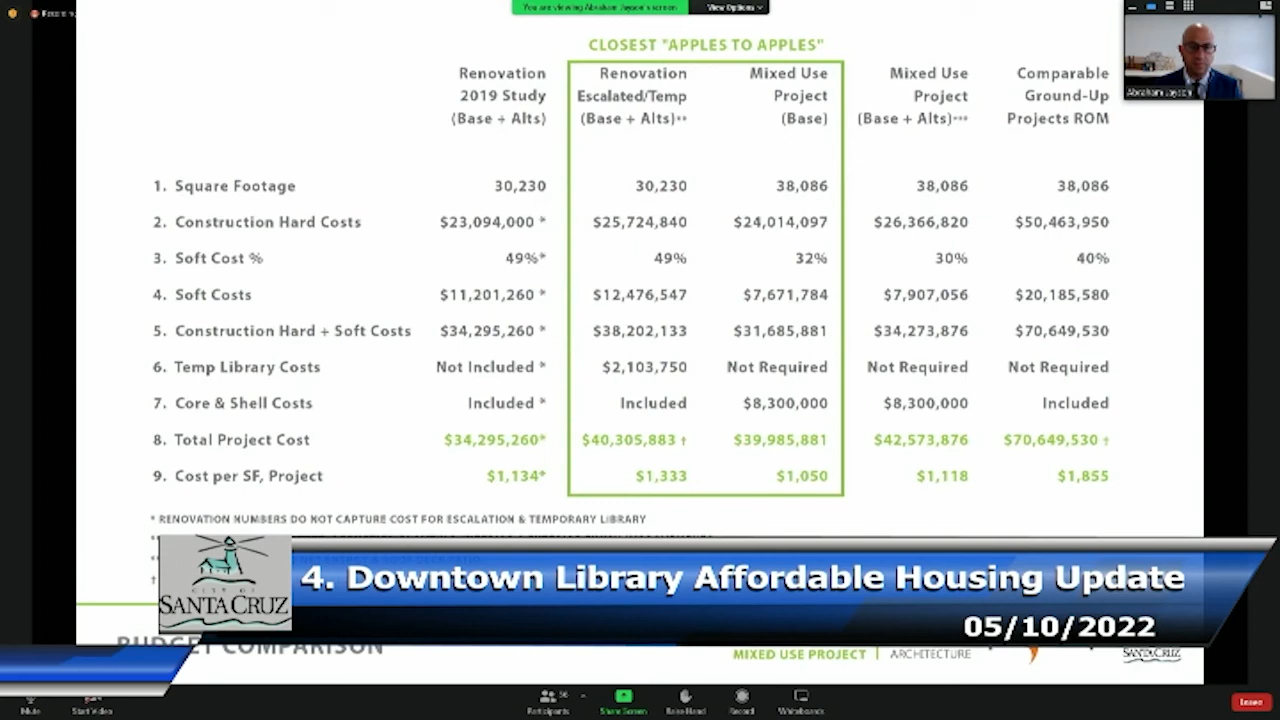 You are viewing Abraham Jayson's screen View Options
Abraham Jayson
CLOSEST "APPLES TO APPLES"
Renovation 2019 Study (Base + Alts) Renovation Escalated/Temp (Base + Alts)** Mixed Use Project (Base) Mixed Use Project (Base + Alts)*** Comparable Ground-Up Projects ROM
1. Square Footage 30,230 30,230 38,086 38,086 38,086
2. Construction Hard Costs $23,094,000 * $25,724,840 $24,014,097 $26,366,820 $50,463,950
3. Soft Cost % 49%* 49% 32% 30% 40%
4. Soft Costs $11,201,260 * $12,476,547 $7,671,784 $7,907,056 $20,185,580
5. Construction Hard + Soft Costs $34,295,260 * $38,202,133 $31,685,881 $34,273,876 $70,649,530
6. Temp Library Costs Not Included * $2,103,750 Not Required Not Required Not Required
7. Core & Shell Costs Included * Included $8,300,000 $8,300,000 Included
8. Total Project Cost $34,295,260* $40,305,883 † $39,985,881 $42,573,876 $70,649,530 †
9. Cost per SF, Project $1,134* $1,333 $1,050 $1,118 $1,855
* RENOVATION NUMBERS DO NOT CAPTURE COST FOR ESCALATION & TEMPORARY LIBRARY
CITY OF
SANTA CRUZ
4. Downtown Library Affordable Housing Update
05/10/2022
BUDGET COMPARISON
MIXED USE PROJECT | ARCHITECTURE
SANTA CRUZ
Mute Start Video Participants 56 Share Screen Raise Hand Record Whiteboards Leave